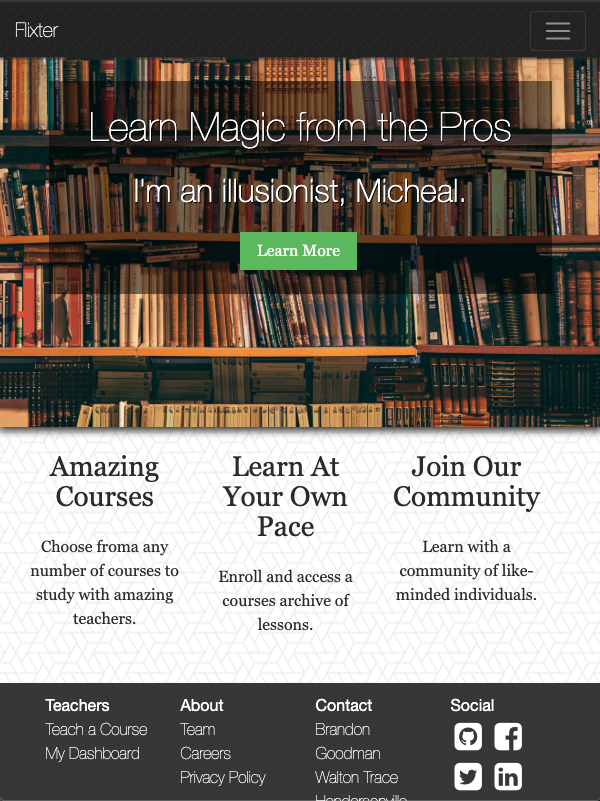 Flixter
Learn Magic from the Pros
I'm an illusionist, Micheal.
Learn More
Amazing
Courses
Choose froma any
number of courses to
study with amazing
teachers.
Learn At
Your Own
Pace
Enroll and access a
courses archive of
lessons.
Join Our
Community
Learn with a
community of like-
minded individuals.
Teachers
Teach a Course
My Dashboard
About
Team
Careers
Privacy Policy
Contact
Brandon
Goodman
Walton Trace
Hendersonville
Social